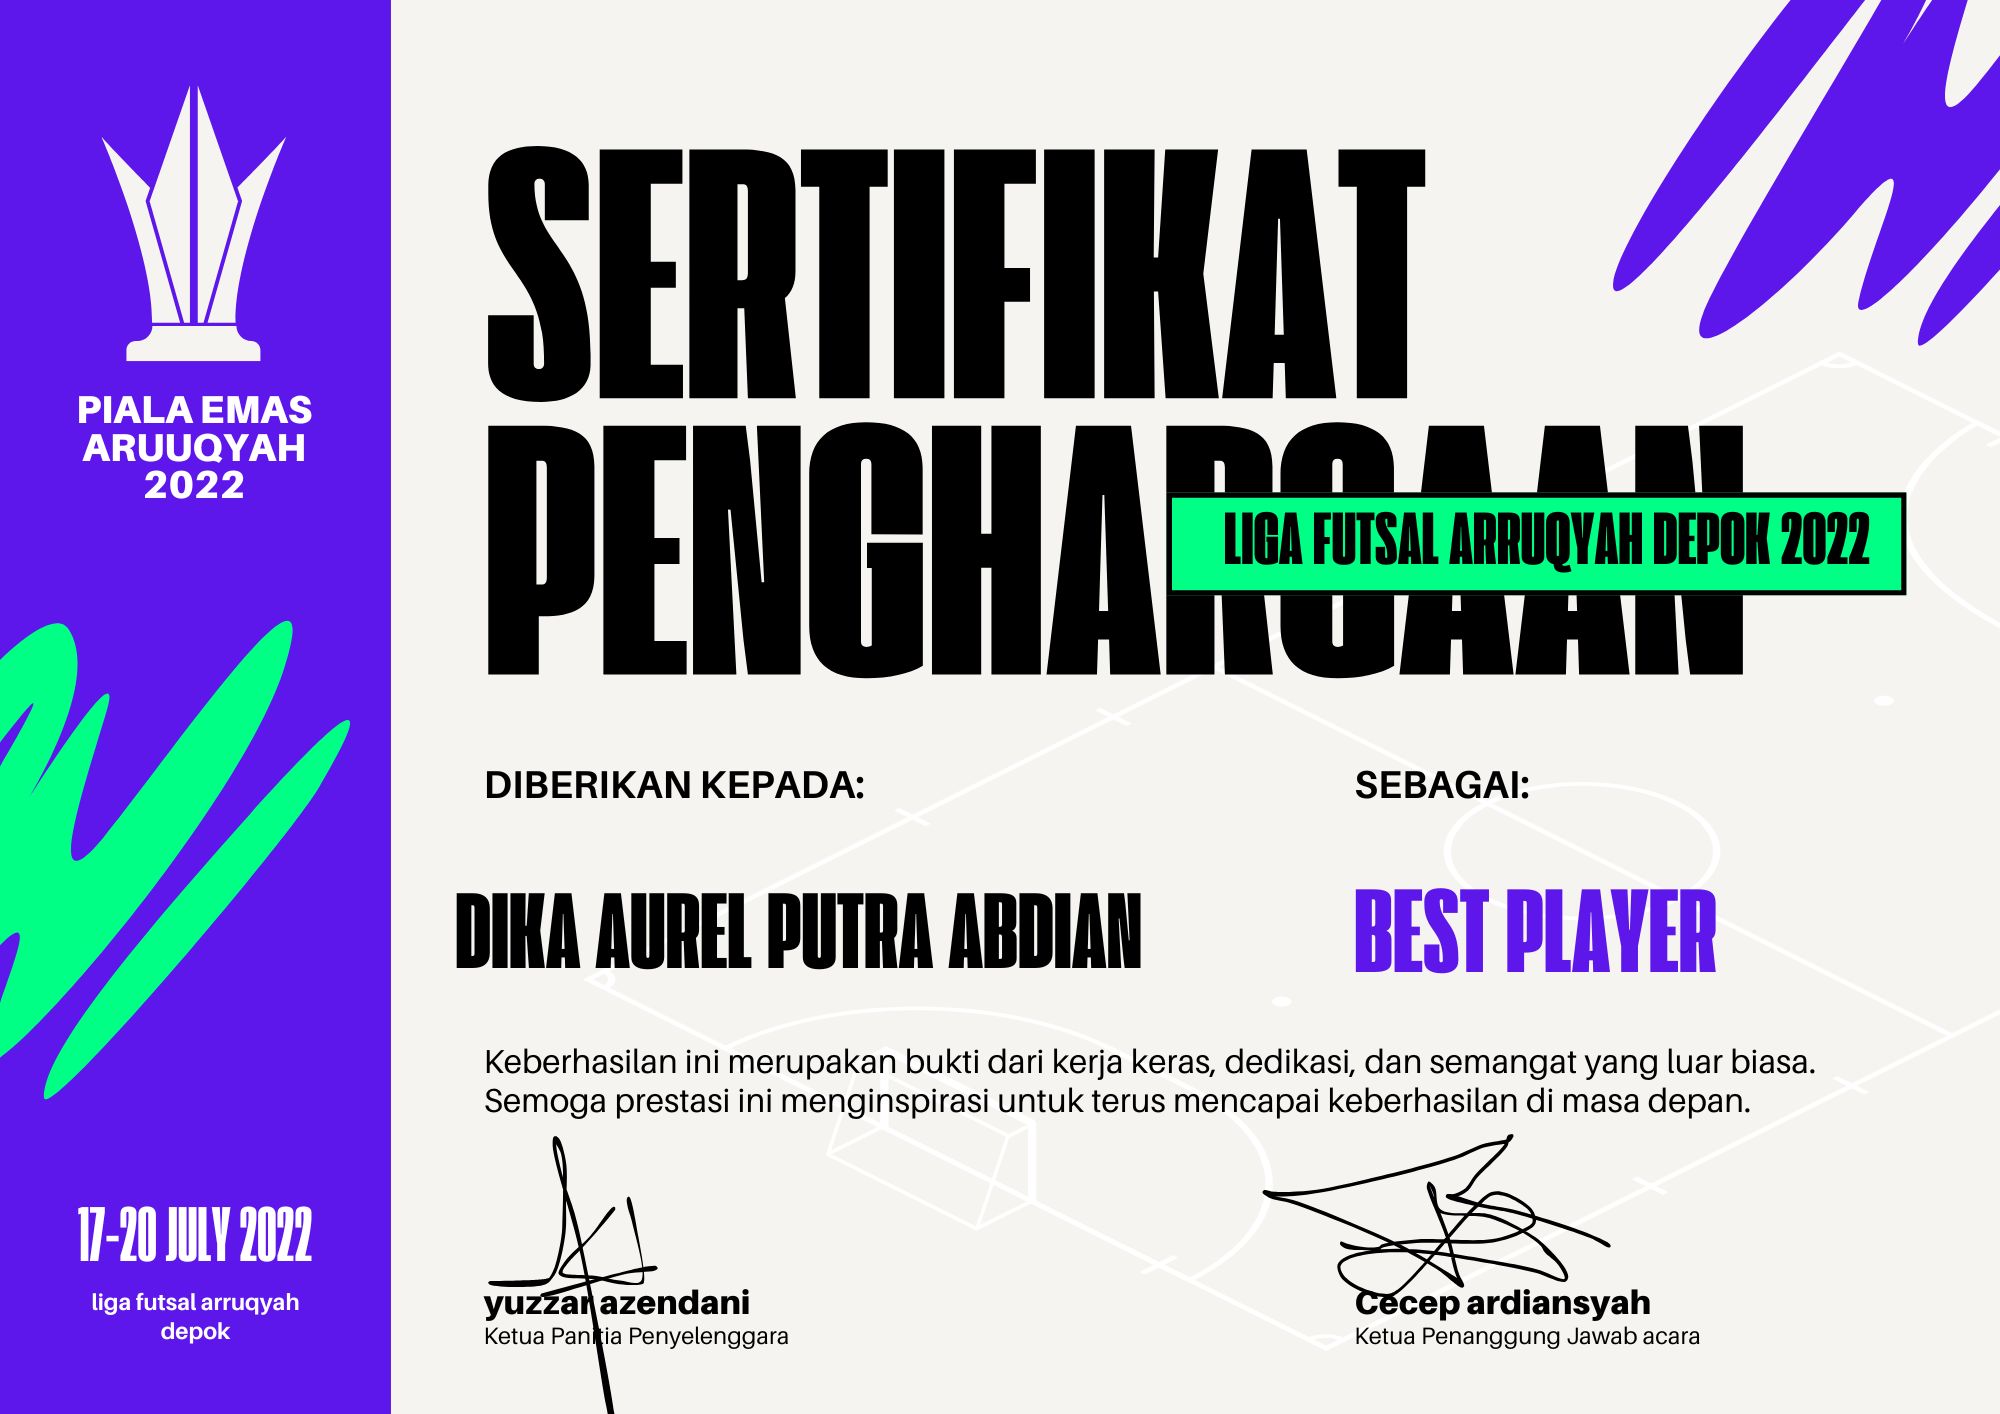 PIALA EMAS
ARUUQYAH
2022
17-20 JULY 2022
liga futsal arruqyah
depok
SERTIFIKAT
PENGHARGAAN
LIGA FUTSAL ARRUQYAH DEPOK 2022
DIBERIKAN KEPADA:
SEBAGAI:
DIKA AUREL PUTRA ABDIAN
BEST PLAYER
Keberhasilan ini merupakan bukti dari kerja keras, dedikasi, dan semangat yang luar biasa.
Semoga prestasi ini menginspirasi untuk terus mencapai keberhasilan di masa depan.
yuzzar azendani
Ketua Panitia Penyelenggara
Cecep ardiansyah
Ketua Penanggung Jawab acara